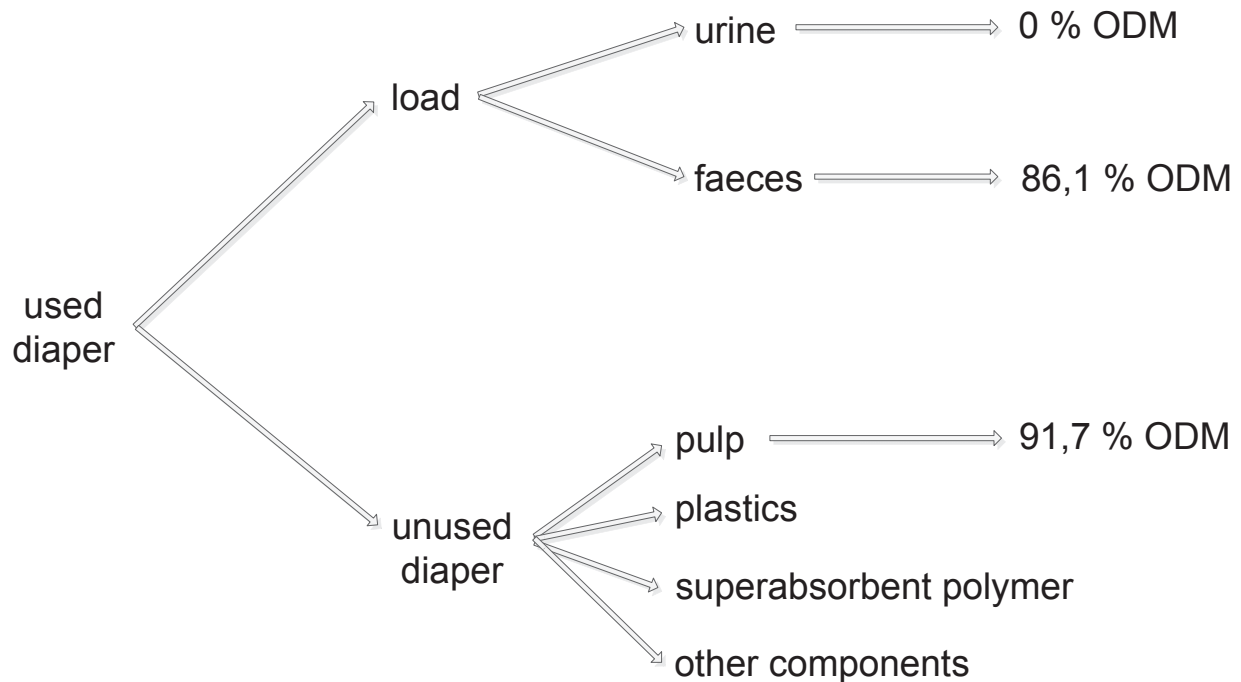 urine
0 % ODM
load
faeces
86,1 % ODM
used
diaper
pulp
91,7 % ODM
plastics
unused
diaper
superabsorbent polymer
other components